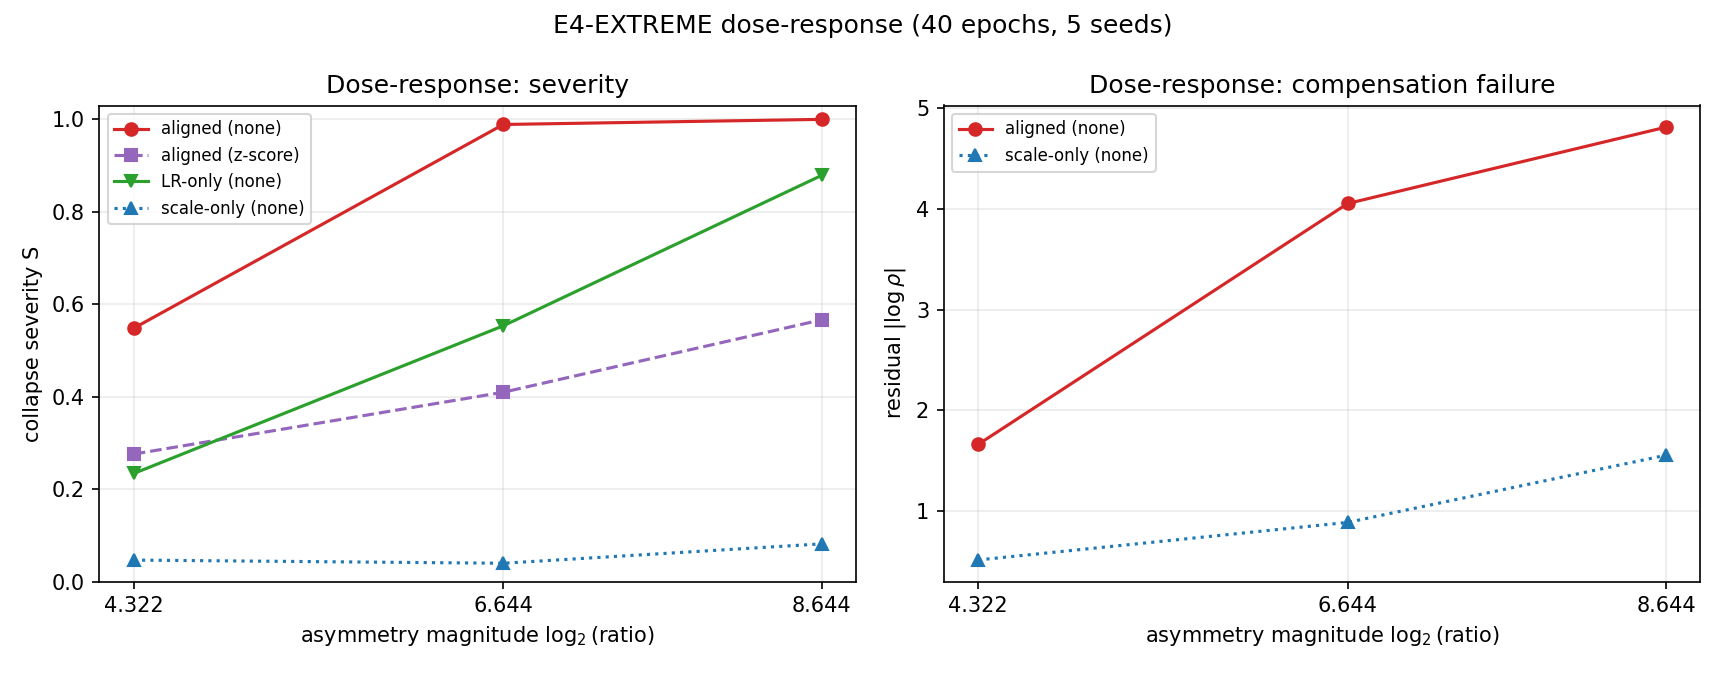 E4-EXTREME dose-response (40 epochs, 5 seeds)
Dose-response: severity
aligned (none)
aligned (z-score)
LR-only (none)
scale-only (none)
collapse severity S
1.0
0.8
0.6
0.4
0.2
0.0
4.322 6.644 8.644
asymmetry magnitude log₂ (ratio)
Dose-response: compensation failure
aligned (none)
scale-only (none)
residual |log ρ|
5
4
3
2
1
4.322 6.644 8.644
asymmetry magnitude log₂ (ratio)